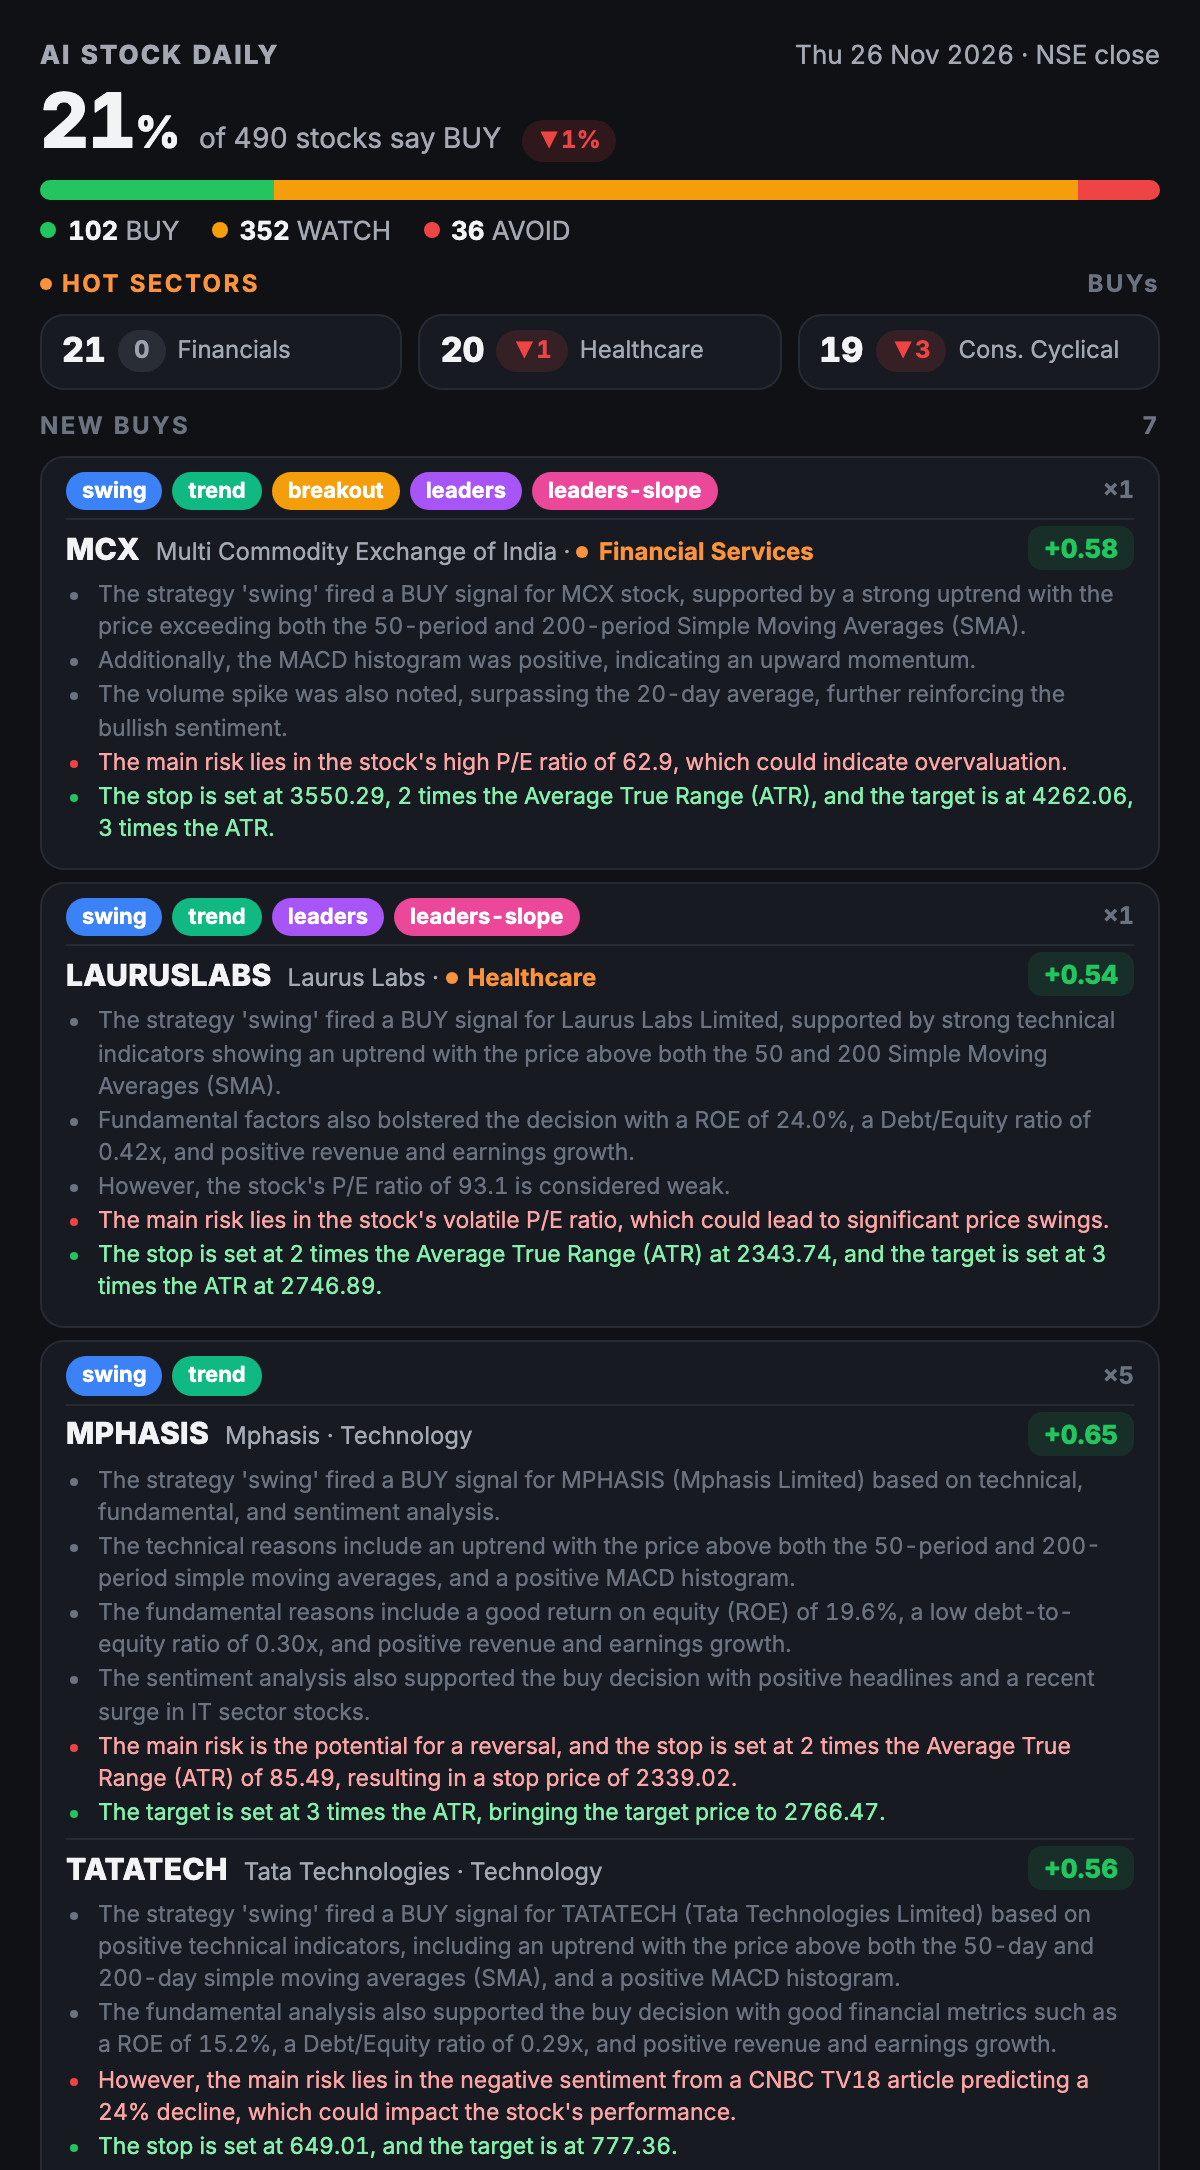 AI STOCK DAILY
Thu 26 Nov 2026 · NSE close
21% of 490 stocks say BUY ▼1%
102 BUY 352 WATCH 36 AVOID
HOT SECTORS
BUYs
21 0 Financials
20 ▼1 Healthcare
19 ▼3 Cons. Cyclical
NEW BUYS
7
swing trend breakout leaders leaders-slope ×1
MCX Multi Commodity Exchange of India · Financial Services +0.58
The strategy 'swing' fired a BUY signal for MCX stock, supported by a strong uptrend with the
price exceeding both the 50-period and 200-period Simple Moving Averages (SMA).
Additionally, the MACD histogram was positive, indicating an upward momentum.
The volume spike was also noted, surpassing the 20-day average, further reinforcing the
bullish sentiment.
The main risk lies in the stock's high P/E ratio of 62.9, which could indicate overvaluation.
The stop is set at 3550.29, 2 times the Average True Range (ATR), and the target is at 4262.06,
3 times the ATR.
swing trend leaders leaders-slope ×1
LAURUSLABS Laurus Labs · Healthcare +0.54
The strategy 'swing' fired a BUY signal for Laurus Labs Limited, supported by strong technical
indicators showing an uptrend with the price above both the 50 and 200 Simple Moving
Averages (SMA).
Fundamental factors also bolstered the decision with a ROE of 24.0%, a Debt/Equity ratio of
0.42x, and positive revenue and earnings growth.
However, the stock's P/E ratio of 93.1 is considered weak.
The main risk lies in the stock's volatile P/E ratio, which could lead to significant price swings.
The stop is set at 2 times the Average True Range (ATR) at 2343.74, and the target is set at 3
times the ATR at 2746.89.
swing trend ×5
MPHASIS Mphasis · Technology +0.65
The strategy 'swing' fired a BUY signal for MPHASIS (Mphasis Limited) based on technical,
fundamental, and sentiment analysis.
The technical reasons include an uptrend with the price above both the 50-period and 200-
period simple moving averages, and a positive MACD histogram.
The fundamental reasons include a good return on equity (ROE) of 19.6%, a low debt-to-
equity ratio of 0.30x, and positive revenue and earnings growth.
The sentiment analysis also supported the buy decision with positive headlines and a recent
surge in IT sector stocks.
The main risk is the potential for a reversal, and the stop is set at 2 times the Average True
Range (ATR) of 85.49, resulting in a stop price of 2339.02.
The target is set at 3 times the ATR, bringing the target price to 2766.47.
TATATECH Tata Technologies · Technology +0.56
The strategy 'swing' fired a BUY signal for TATATECH (Tata Technologies Limited) based on
positive technical indicators, including an uptrend with the price above both the 50-day and
200-day simple moving averages (SMA), and a positive MACD histogram.
The fundamental analysis also supported the buy decision with good financial metrics such as
a ROE of 15.2%, a Debt/Equity ratio of 0.29x, and positive revenue and earnings growth.
However, the main risk lies in the negative sentiment from a CNBC TV18 article predicting a
24% decline, which could impact the stock's performance.
The stop is set at 649.01, and the target is at 777.36.